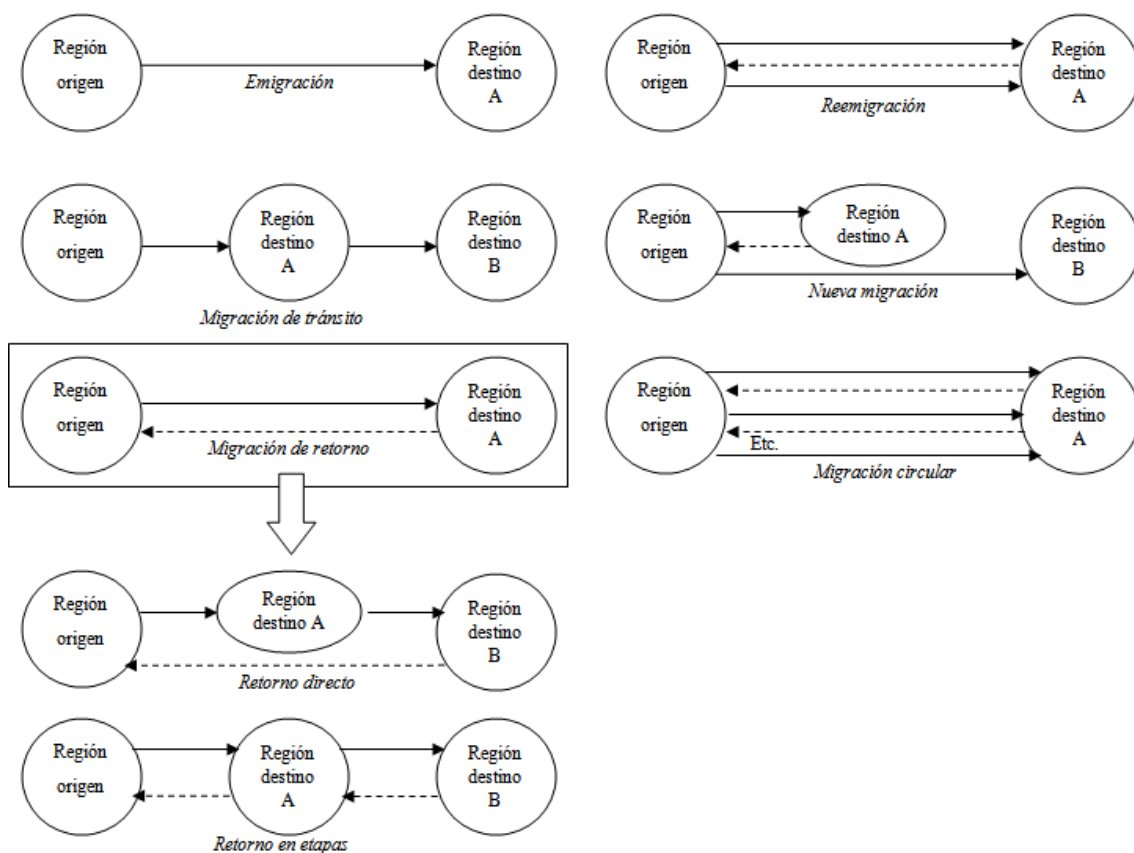 Región
origen
Emigración
Región
destino
A
Región
origen
Reemigración
Región
destino
A
Región
origen
Región
destino
A
Región
destino
B
Migración de tránsito
Región
origen
Región
destino A
Región
destino
B
Nueva migración
Región
origen
Región
destino
A
Migración de retorno
Región
origen
Región
destino
A
Etc.
Migración circular
Región
origen
Región
destino A
Región
destino
B
Retorno directo
Región
origen
Región
destino
A
Región
destino
B
Retorno en etapas